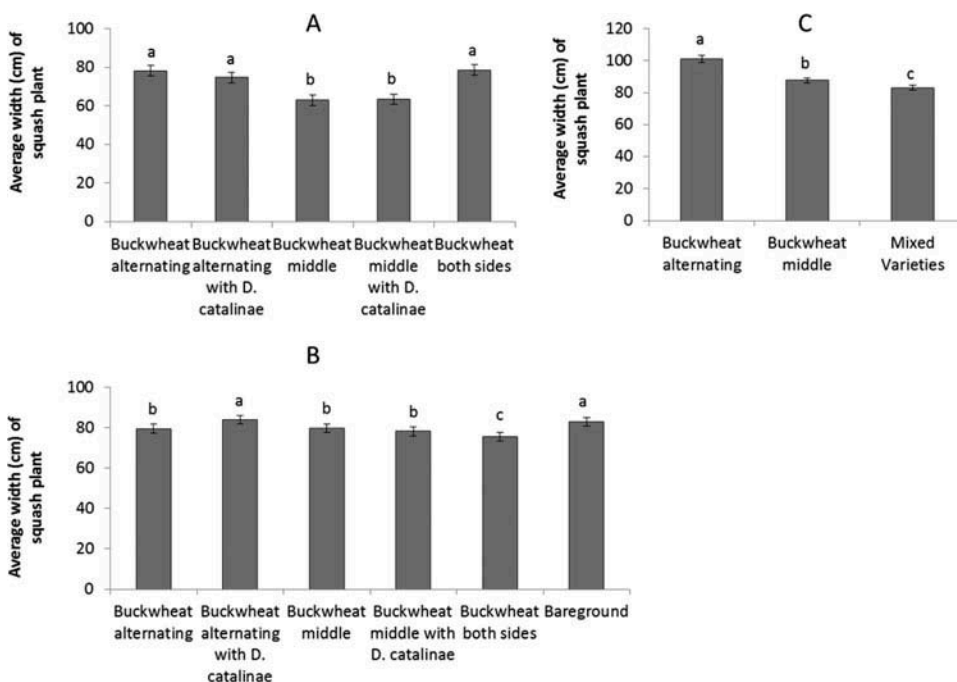 A
Average width (cm) of
squash plant
100
80
60
40
20
0
a
a
b
b
a
Buckwheat
alternating
Buckwheat
alternating
with D.
catalinae
Buckwheat
middle
Buckwheat
middle
with D.
catalinae
Buckwheat
both sides
C
Average width (cm) of
squash plant
120
100
80
60
40
20
0
a
b
c
Buckwheat
alternating
Buckwheat
middle
Mixed
Varieties
B
Average width (cm) of
squash plant
100
80
60
40
20
0
b
a
b
b
c
a
Buckwheat
alternating
Buckwheat
alternating
with D.
catalinae
Buckwheat
middle
Buckwheat
middle with
D. catalinae
Buckwheat
both sides
Bareground